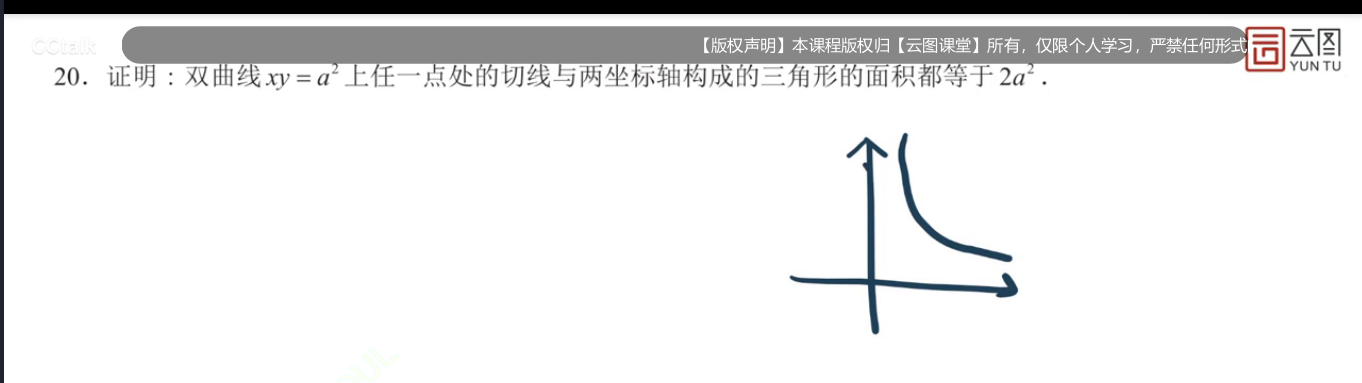 CCtalk
【版权声明】本课程版权归【云图课堂】所有，仅限个人学习，严禁任何形式
云图
YUN TU
20．证明：双曲线 xy = a² 上任一点处的切线与两坐标轴构成的三角形的面积都等于 2a²．